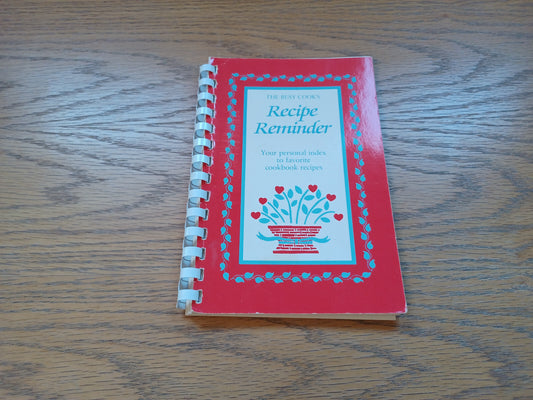 THE BUSY COOK'S
Recipe
Reminder
Your personal index
to favorite
cookbook recipes